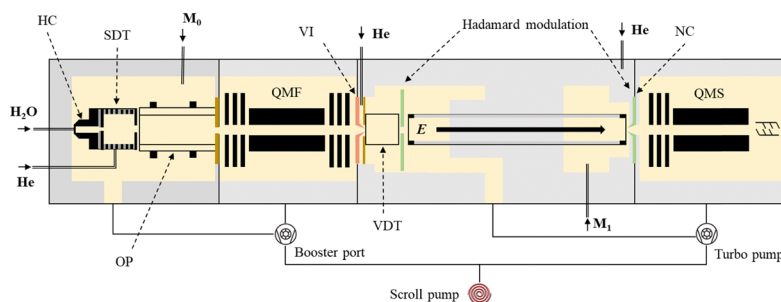 HC
SDT
M₀
VI
He
Hadamard modulation
He
NC
H₂O
QMF
E
QMS
He
OP
VDT
M₁
Booster port
Turbo pump
Scroll pump